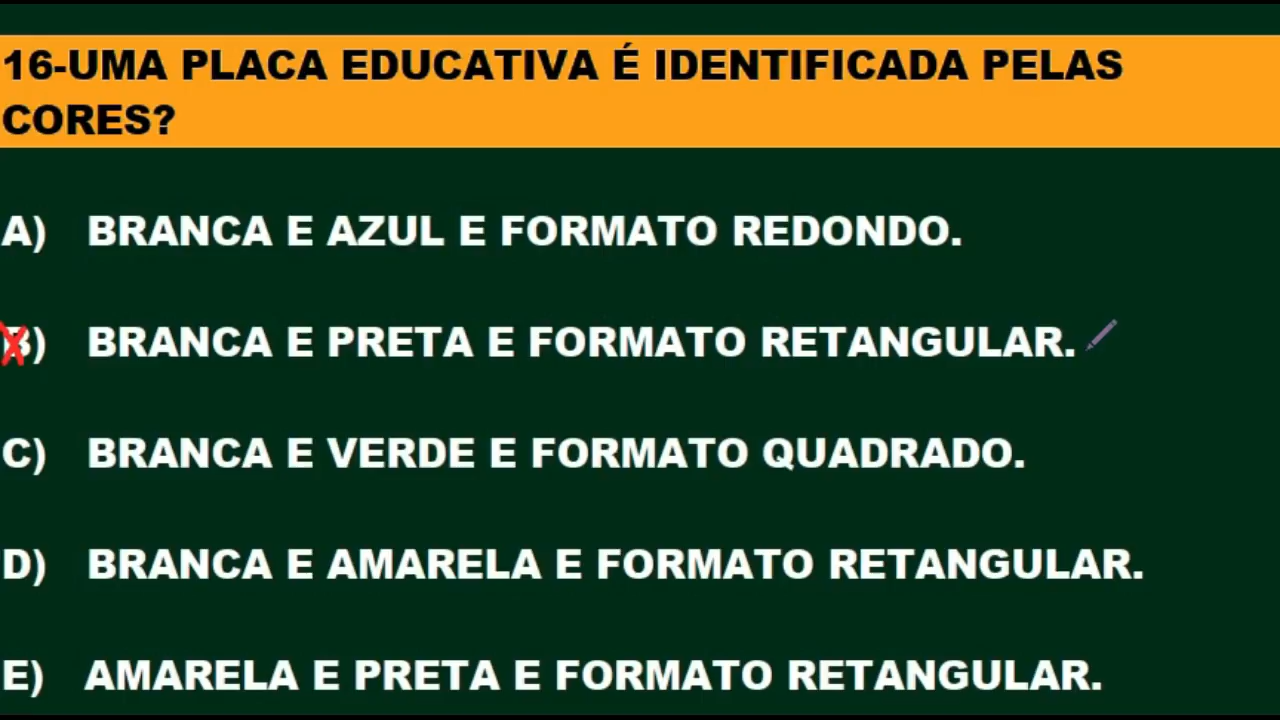 16-UMA PLACA EDUCATIVA É IDENTIFICADA PELAS
CORES?
A) BRANCA E AZUL E FORMATO REDONDO.
B) BRANCA E PRETA E FORMATO RETANGULAR.
C) BRANCA E VERDE E FORMATO QUADRADO.
D) BRANCA E AMARELA E FORMATO RETANGULAR.
E) AMARELA E PRETA E FORMATO RETANGULAR.